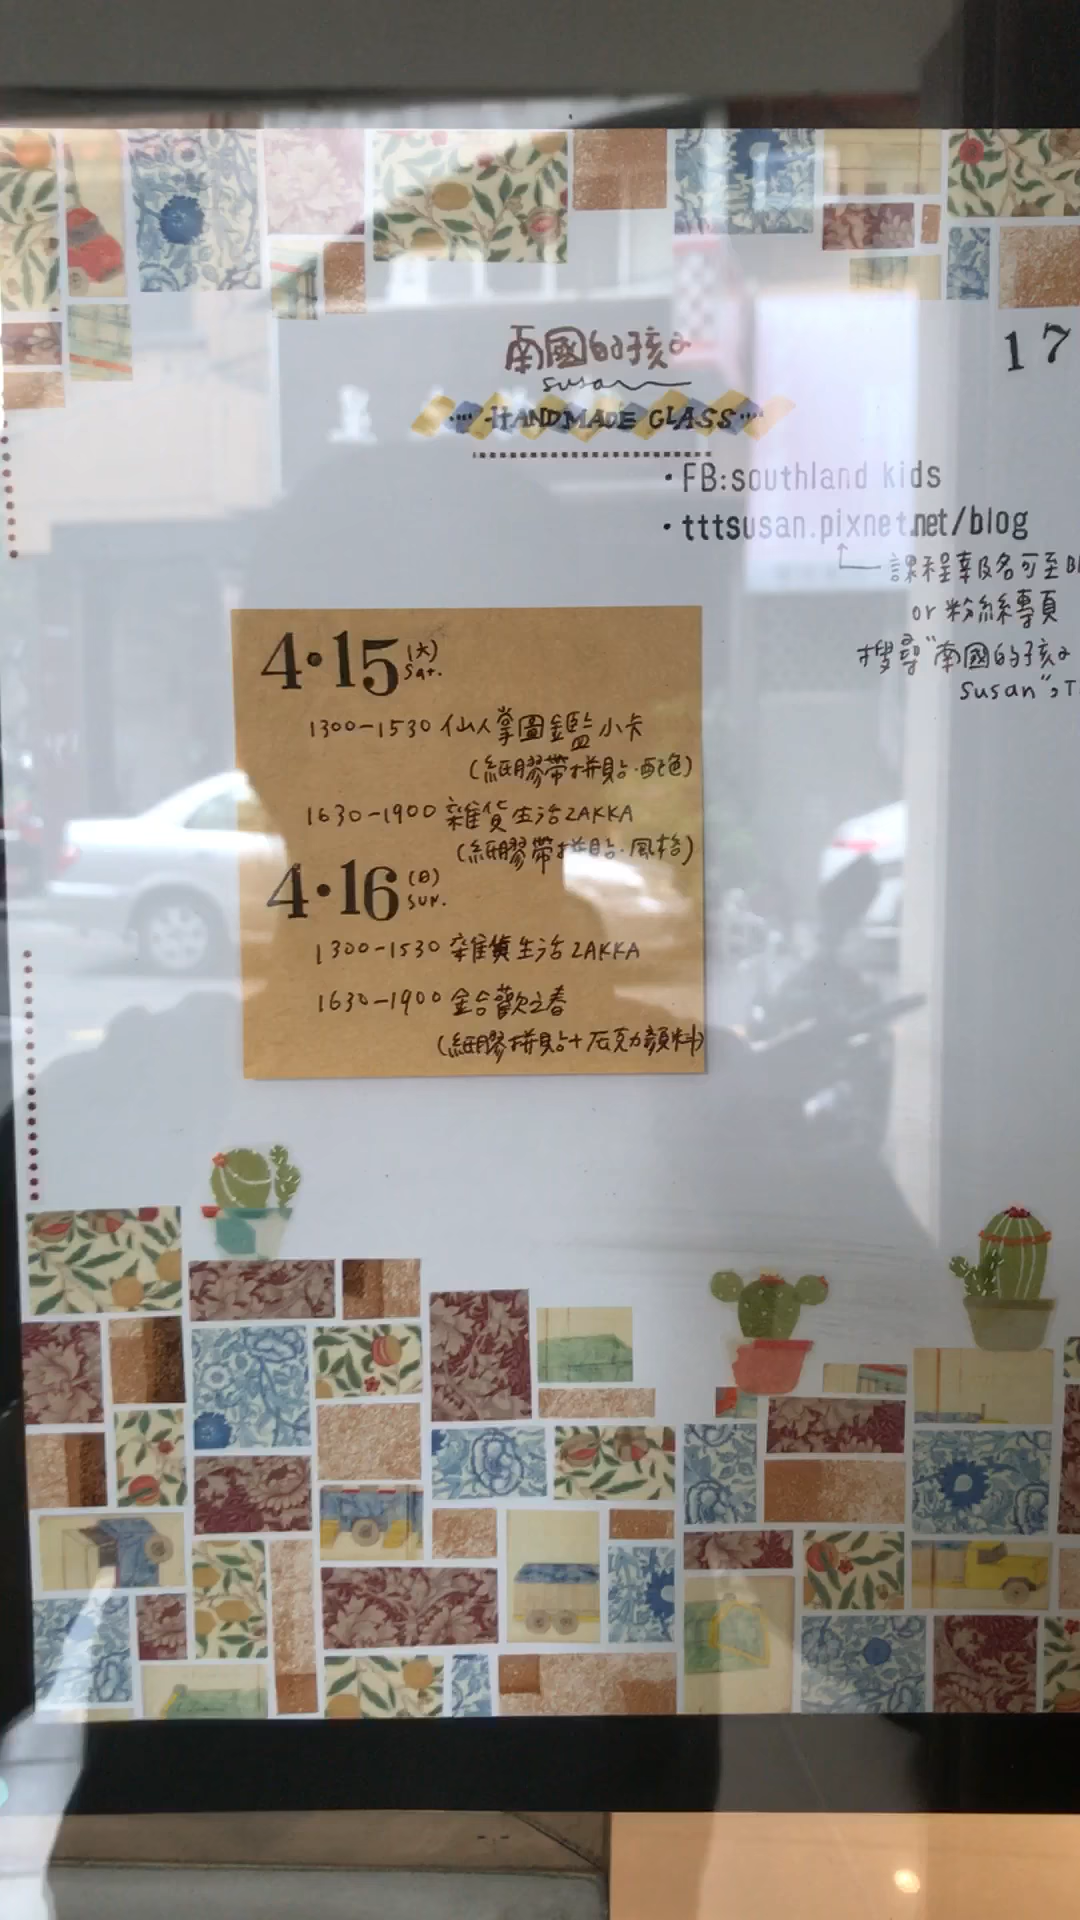 南國的孩子
susan
HANDMADE GLASS
17
・FB:southland kids
・tttsusan.pixnet.net/blog
課程報名可至
or 粉絲專頁
搜尋"南國的孩子
susan",
4・15 (六) Sat.
1300-1530 仙人掌圖鑑小卡
(紙膠帶拼貼・配色)
1630-1900 雜貨生活ZAKKA
(紙膠帶拼貼・風格)
4・16 (日) SUN.
1300-1530 雜貨生活ZAKKA
1630-1900 金合歡之春
(紙膠拼貼+压克力顏料)